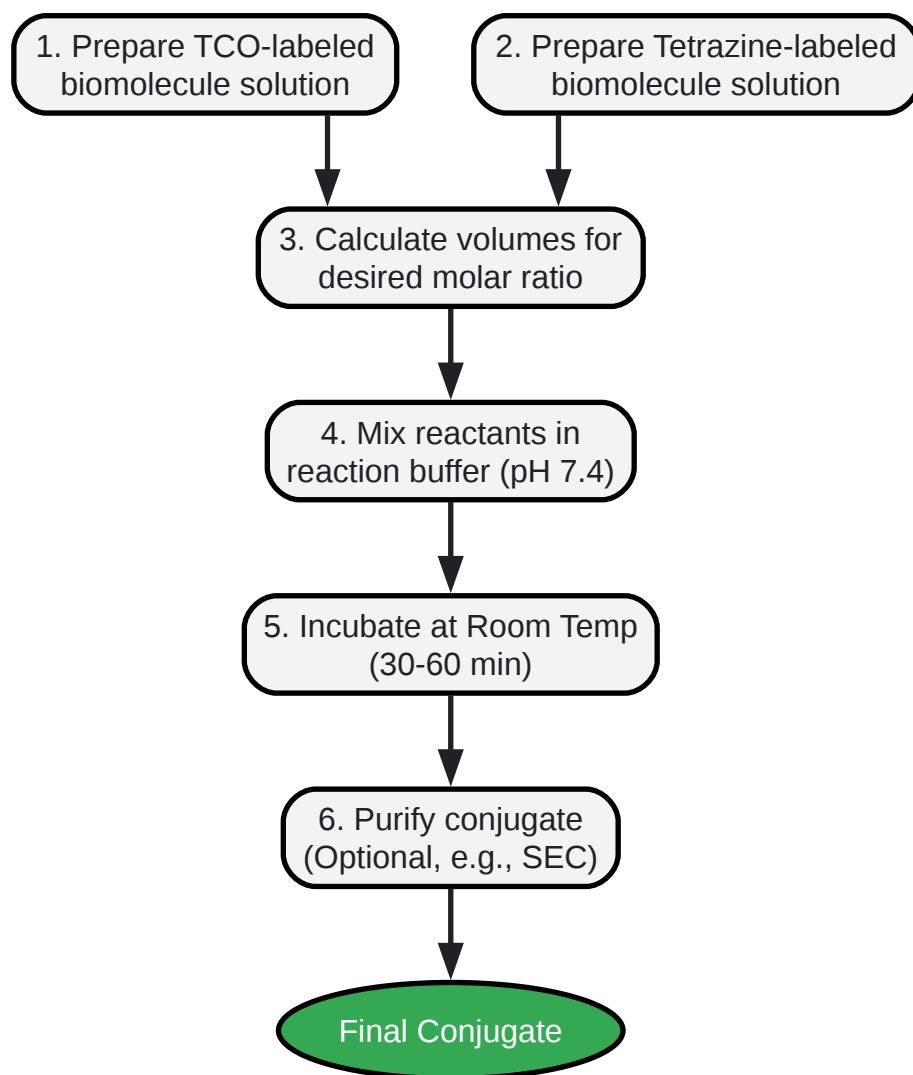 1. Prepare TCO-labeled
biomolecule solution
2. Prepare Tetrazine-labeled
biomolecule solution
3. Calculate volumes for
desired molar ratio
4. Mix reactants in
reaction buffer (pH 7.4)
5. Incubate at Room Temp
(30-60 min)
6. Purify conjugate
(Optional, e.g., SEC)
Final Conjugate